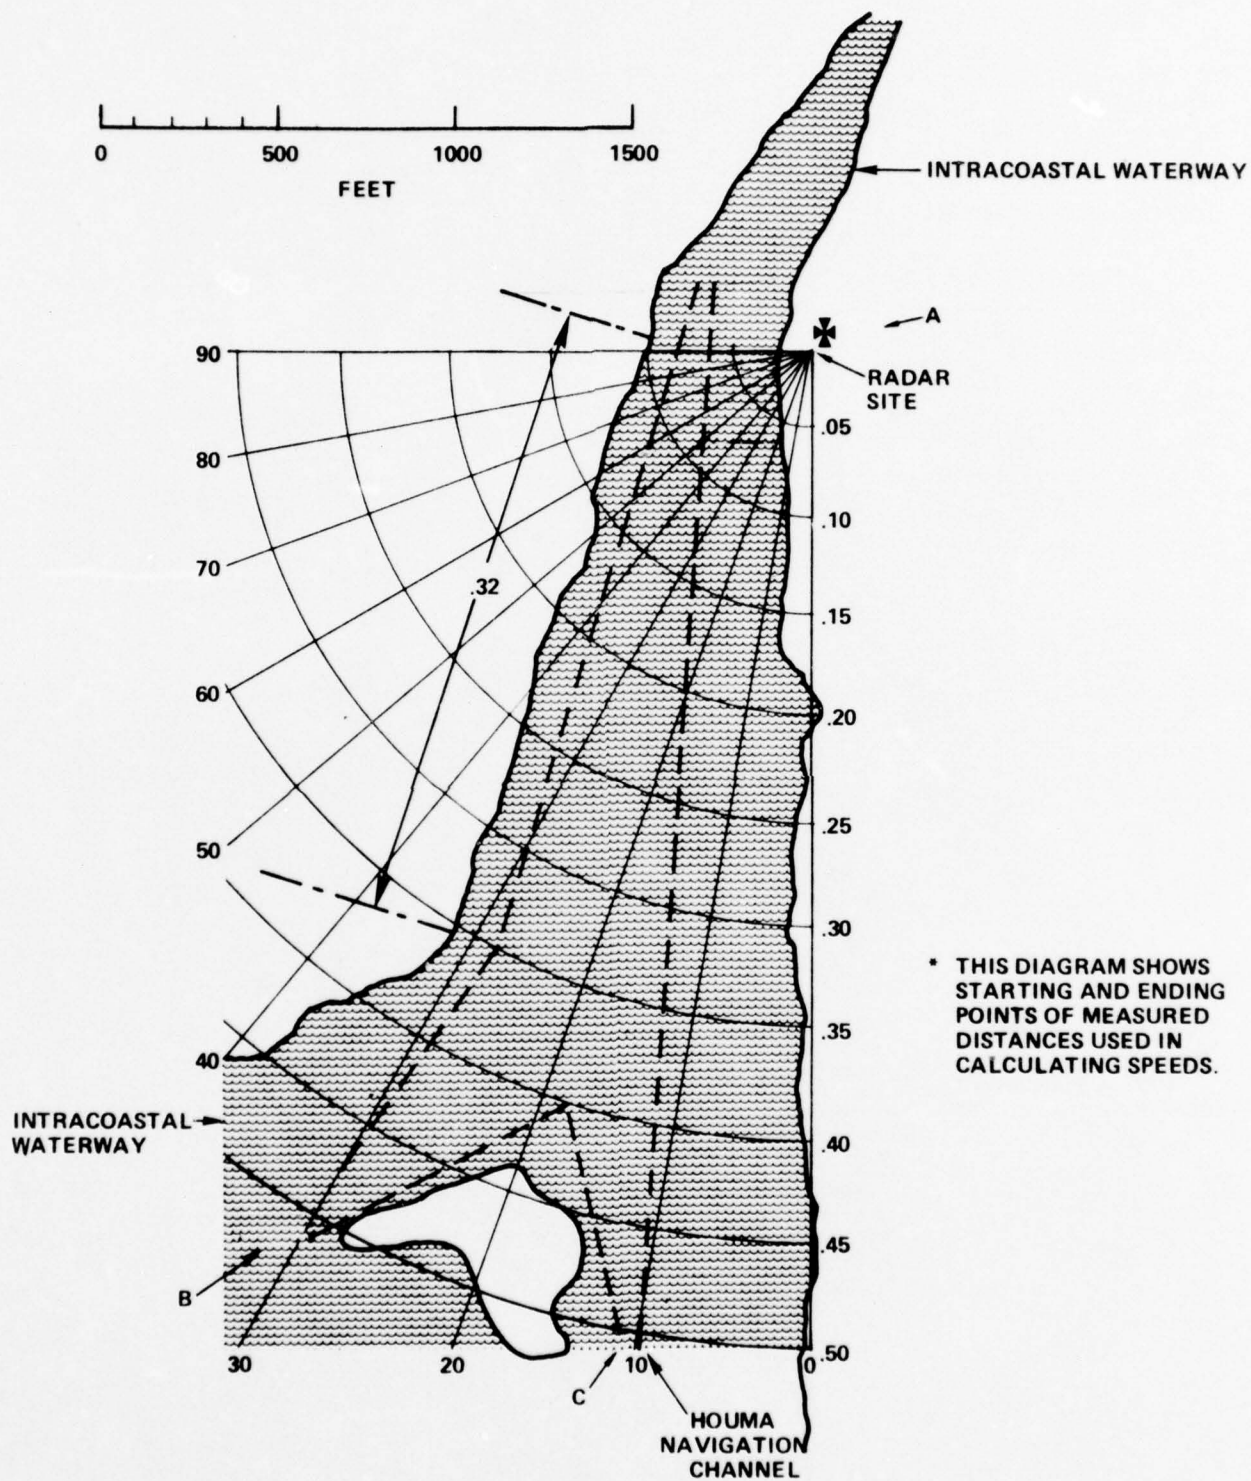 0 500 1000 1500
FEET
INTRACOASTAL WATERWAY
A
RADAR
SITE
90
80
70
60
50
40
.32
.05
.10
.15
.20
.25
.30
.35
.40
.45
.50
* THIS DIAGRAM SHOWS
STARTING AND ENDING
POINTS OF MEASURED
DISTANCES USED IN
CALCULATING SPEEDS.
INTRACOASTAL
WATERWAY
B
30 20 10 0
C
HOUMA
NAVIGATION
CHANNEL